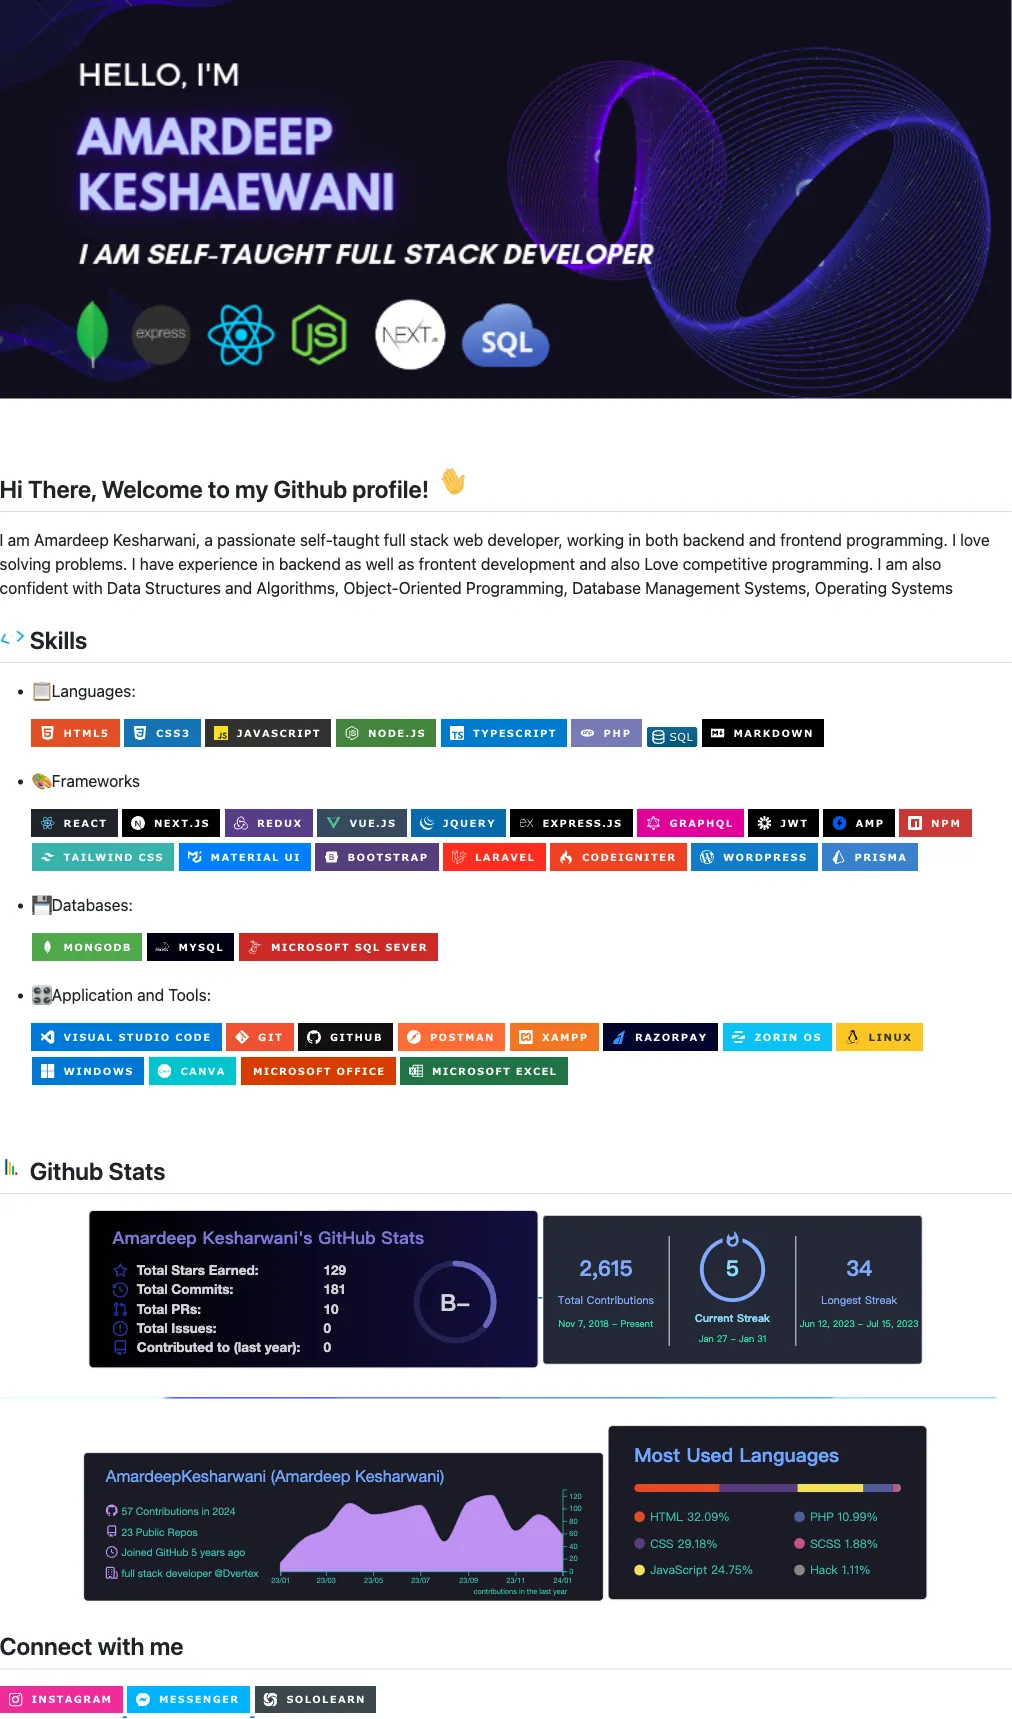 HELLO, I'M
AMARDEEP
KESHAEWANI
I AM SELF-TAUGHT FULL STACK DEVELOPER
express
JS
NEXT.JS
SQL
Hi There, Welcome to my Github profile!
I am Amardeep Kesharwani, a passionate self-taught full stack web developer, working in both backend and frontend programming. I love
solving problems. I have experience in backend as well as frontent development and also Love competitive programming. I am also
confident with Data Structures and Algorithms, Object-Oriented Programming, Database Management Systems, Operating Systems
Skills
Languages:
HTML5 CSS3 JAVASCRIPT NODE.JS TYPESCRIPT PHP SQL MARKDOWN
Frameworks
REACT NEXT.JS REDUX VUE.JS JQUERY EXPRESS.JS GRAPHQL JWT AMP NPM
TAILWIND CSS MATERIAL UI BOOTSTRAP LARAVEL CODEIGNITER WORDPRESS PRISMA
Databases:
MONGODB MYSQL MICROSOFT SQL SEVER
Application and Tools:
VISUAL STUDIO CODE GIT GITHUB POSTMAN XAMPP RAZORPAY ZORIN OS LINUX
WINDOWS CANVA MICROSOFT OFFICE MICROSOFT EXCEL
Github Stats
Amardeep Kesharwani's GitHub Stats
Total Stars Earned: 129
Total Commits: 181
Total PRs: 10
Total Issues: 0
Contributed to (last year): 0
B-
2,615
Total Contributions
Nov 7, 2018 - Present
5
Current Streak
Jan 27 - Jan 31
34
Longest Streak
Jun 12, 2023 - Jul 15, 2023
AmardeepKesharwani (Amardeep Kesharwani)
57 Contributions in 2024
23 Public Repos
Joined GitHub 5 years ago
full stack developer @Dvertex
120
100
80
60
40
20
0
23/01 23/03 23/05 23/07 23/09 23/11 24/01
contributions in the last year
Most Used Languages
HTML 32.09%
CSS 29.18%
JavaScript 24.75%
PHP 10.99%
SCSS 1.88%
Hack 1.11%
Connect with me
INSTAGRAM MESSENGER SOLOLEARN